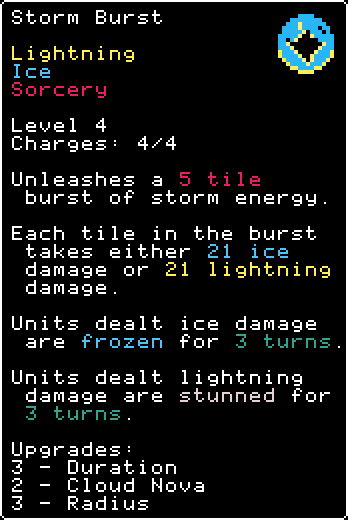 Storm Burst
Lightning
Ice
Sorcery
Level 4
Charges: 4/4
Unleashes a 5 tile
burst of storm energy.
Each tile in the burst
takes either 21 ice
damage or 21 lightning
damage.
Units dealt ice damage
are frozen for 3 turns.
Units dealt lightning
damage are stunned for
3 turns.
Upgrades:
3 - Duration
2 - Cloud Nova
3 - Radius